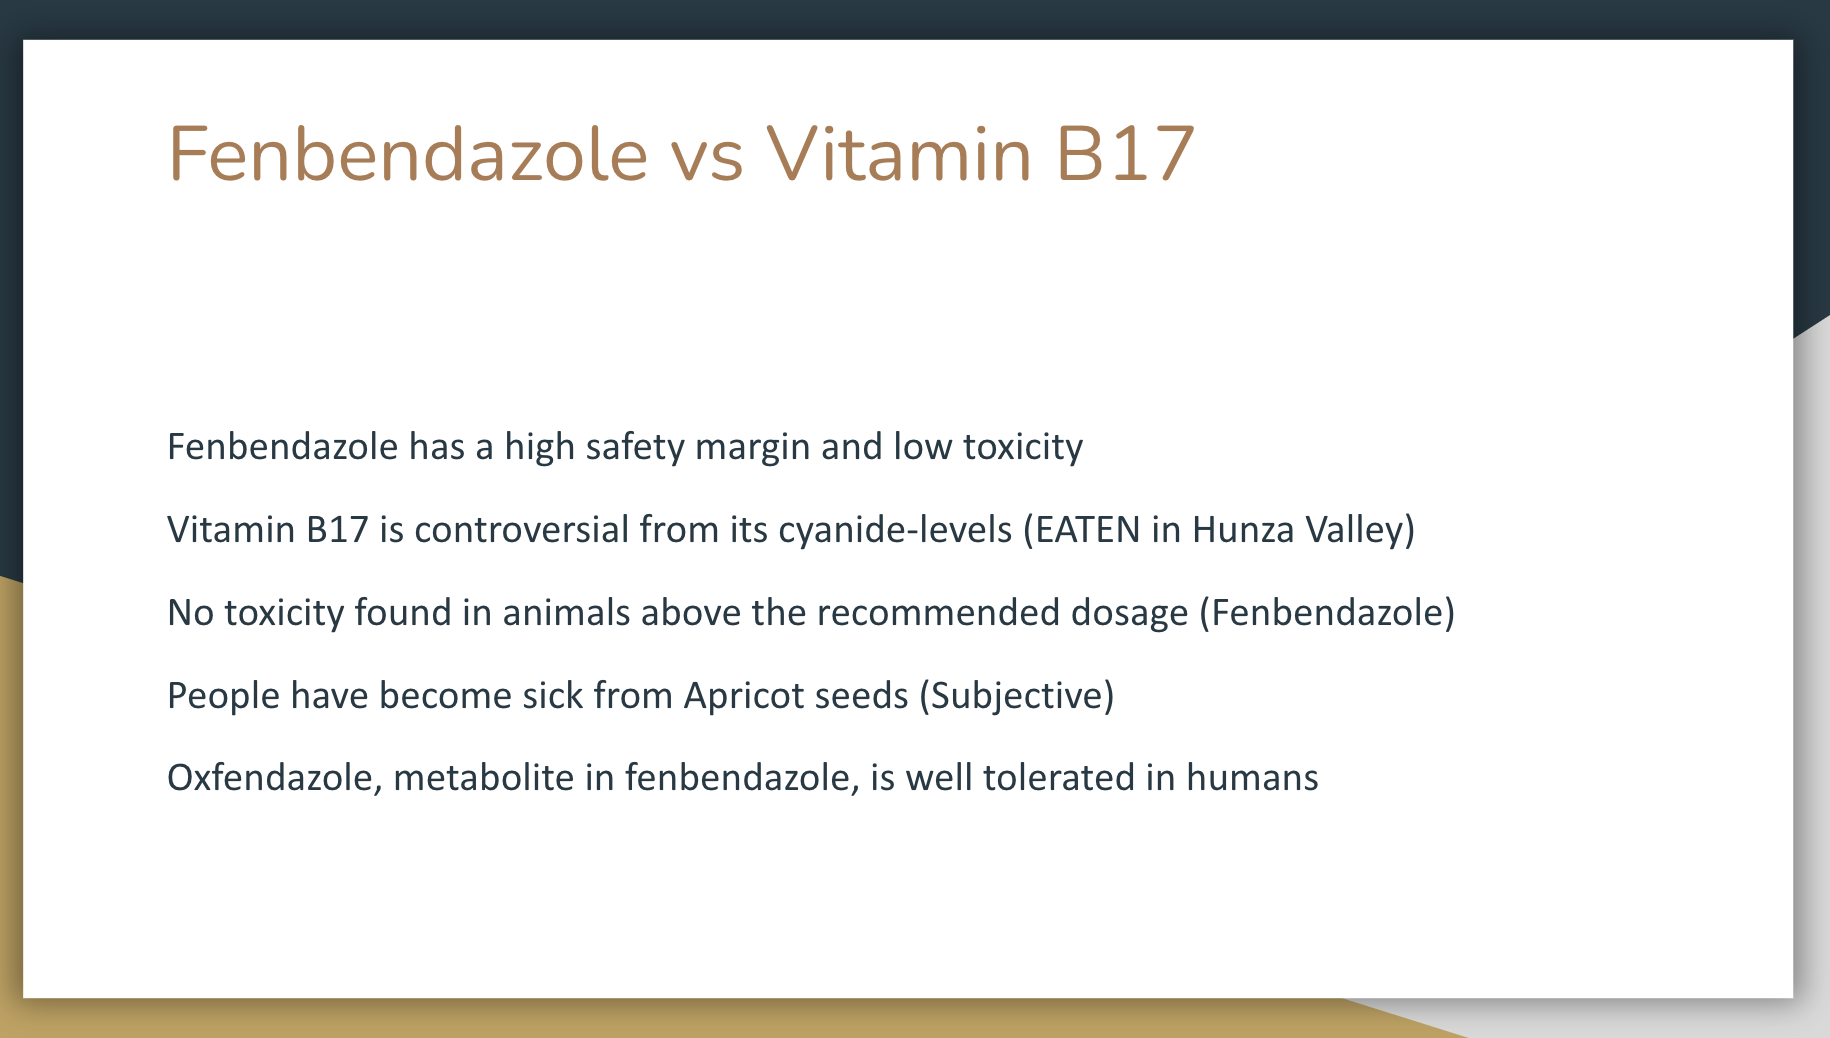 Fenbendazole vs Vitamin B17
Fenbendazole has a high safety margin and low toxicity
Vitamin B17 is controversial from its cyanide-levels (EATEN in Hunza Valley)
No toxicity found in animals above the recommended dosage (Fenbendazole)
People have become sick from Apricot seeds (Subjective)
Oxfendazole, metabolite in fenbendazole, is well tolerated in humans